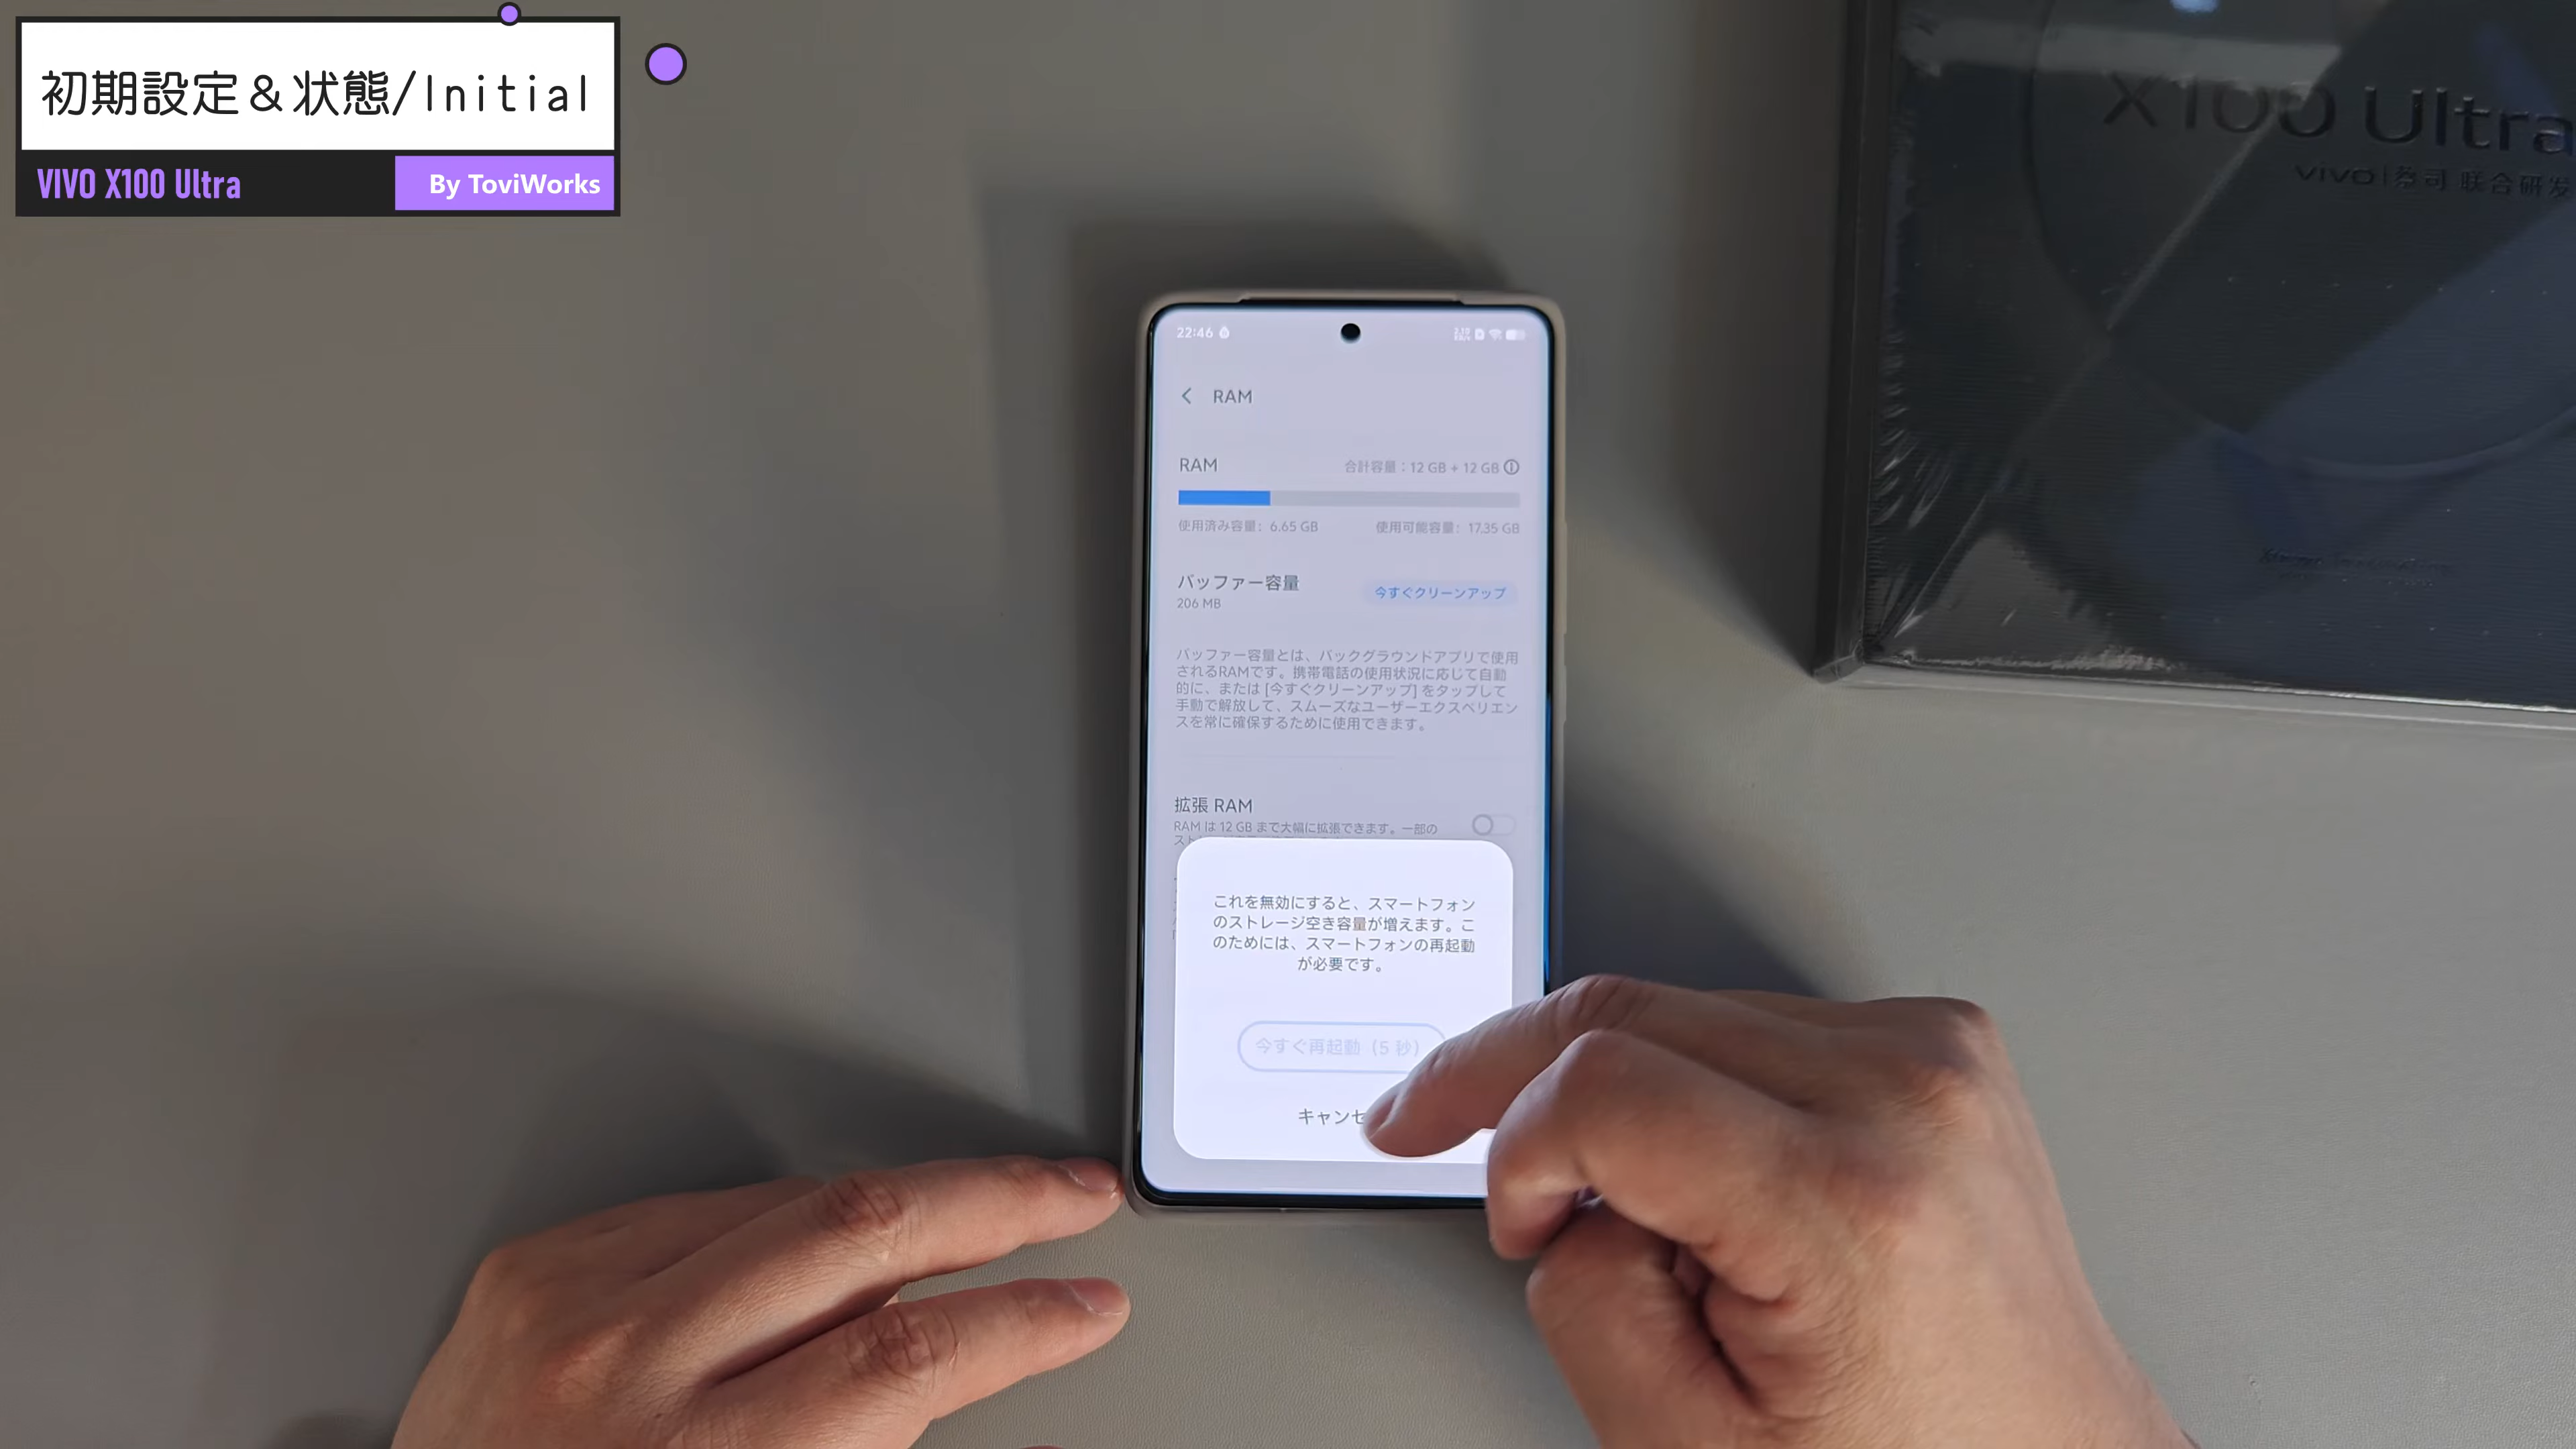 初期設定&状態/Initial
VIVO X100 Ultra
By ToviWorks
X100 Ultra
vivo
联合研发
22:46
RAM
RAM
合計容量：12 GB + 12 GB
使用済み容量: 6.65 GB
使用可能容量: 17.35 GB
バッファー容量
206 MB
今すぐクリーンアップ
バッファー容量とは、バックグラウンドアプリで使用
されるRAMです。携帯電話の使用状況に応じて自動
的に、または [今すぐクリーンアップ] をタップして
手動で解放して、スムーズなユーザーエクスペリエン
スを常に確保するために使用できます。
拡張 RAM
RAM は 12 GB まで大幅に拡張できます。一部の
これを無効にすると、スマートフォン
のストレージ空き容量が増えます。こ
のためには、スマートフォンの再起動
が必要です。
今すぐ再起動（5 秒）
キャンセ